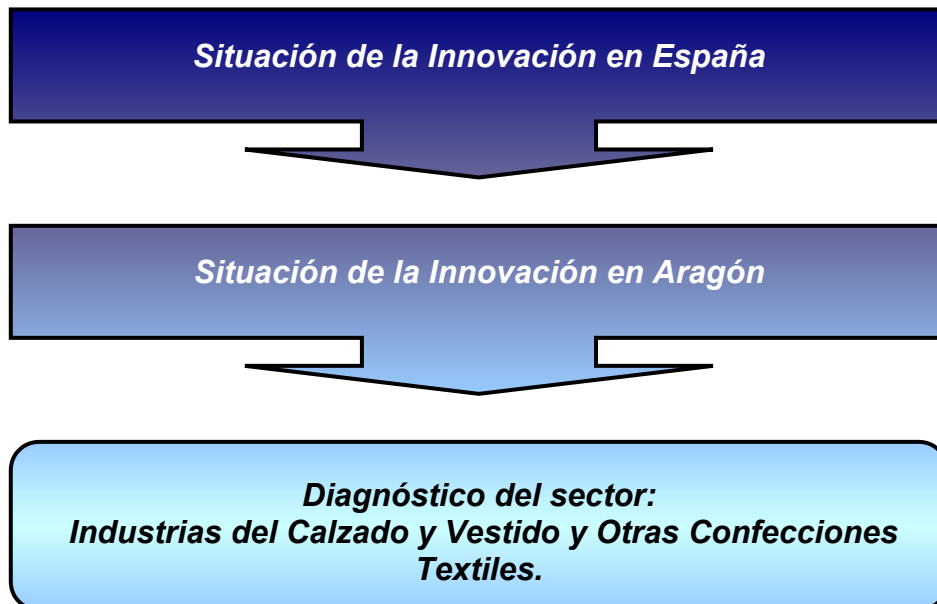 Situación de la Innovación en España
Situación de la Innovación en Aragón
Diagnóstico del sector:
Industrias del Calzado y Vestido y Otras Confecciones
Textiles.